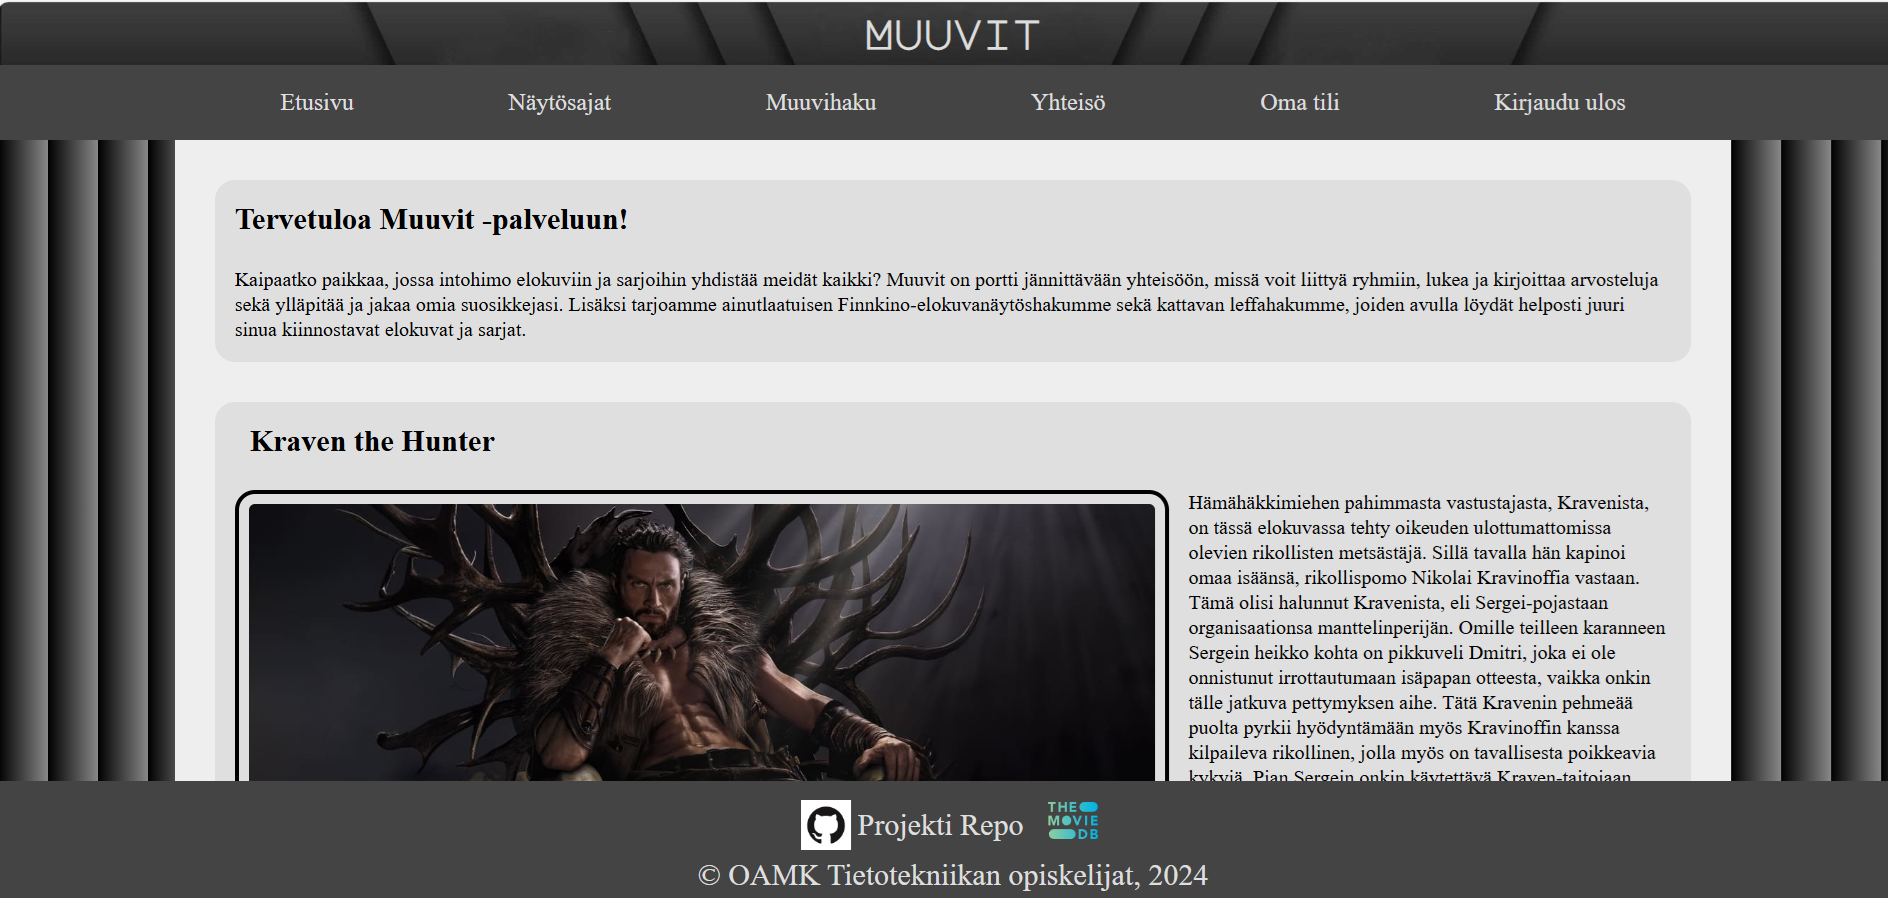 MUUVIT
Etusivu Näytösajat Muuvihaku Yhteisö Oma tili Kirjaudu ulos
Tervetuloa Muuvit -palveluun!
Kaipaatko paikkaa, jossa intohimo elokuviin ja sarjoihin yhdistää meidät kaikki? Muuvit on portti jännittävään yhteisöön, missä voit liittyä ryhmiin, lukea ja kirjoittaa arvosteluja
sekä ylläpitää ja jakaa omia suosikkejasi. Lisäksi tarjoamme ainutlaatuisen Finnkino-elokuvanäytöshakumme sekä kattavan leffahakumme, joiden avulla löydät helposti juuri
sinua kiinnostavat elokuvat ja sarjat.
Kraven the Hunter
Hämähäkkimiehen pahimmasta vastustajasta, Kravenista,
on tässä elokuvassa tehty oikeuden ulottumattomissa
olevien rikollisten metsästäjä. Sillä tavalla hän kapinoi
omaa isäänsä, rikollispomo Nikolai Kravinoffia vastaan.
Tämä olisi halunnut Kravenista, eli Sergei-pojastaan
organisaationsa manttelinperijän. Omille teilleen karanneen
Sergein heikko kohta on pikkuveli Dmitri, joka ei ole
onnistunut irrottautumaan isäpapan otteesta, vaikka onkin
tälle jatkuva pettymyksen aihe. Tätä Kravenin pehmeää
puolta pyrkii hyödyntämään myös Kravinoffin kanssa
kilpaileva rikollinen, jolla myös on tavallisesta poikkeavia
kykyjä. Pian Sergein onkin käytettävä Kraven-taitojaan
Projekti Repo
THE
MOVIE
DB
© OAMK Tietotekniikan opiskelijat, 2024